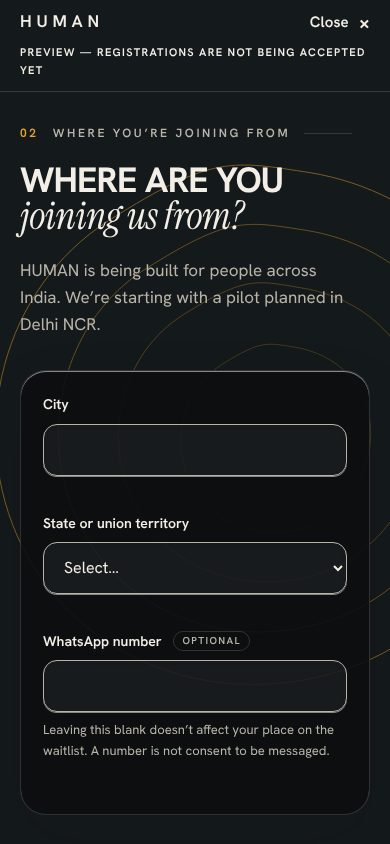 HUMAN
Close ×
PREVIEW — REGISTRATIONS ARE NOT BEING ACCEPTED
YET
02 WHERE YOU’RE JOINING FROM
WHERE ARE YOU
joining us from?
HUMAN is being built for people across
India. We’re starting with a pilot planned in
Delhi NCR.
City
State or union territory
Select...
WhatsApp number OPTIONAL
Leaving this blank doesn’t affect your place on the
waitlist. A number is not consent to be messaged.